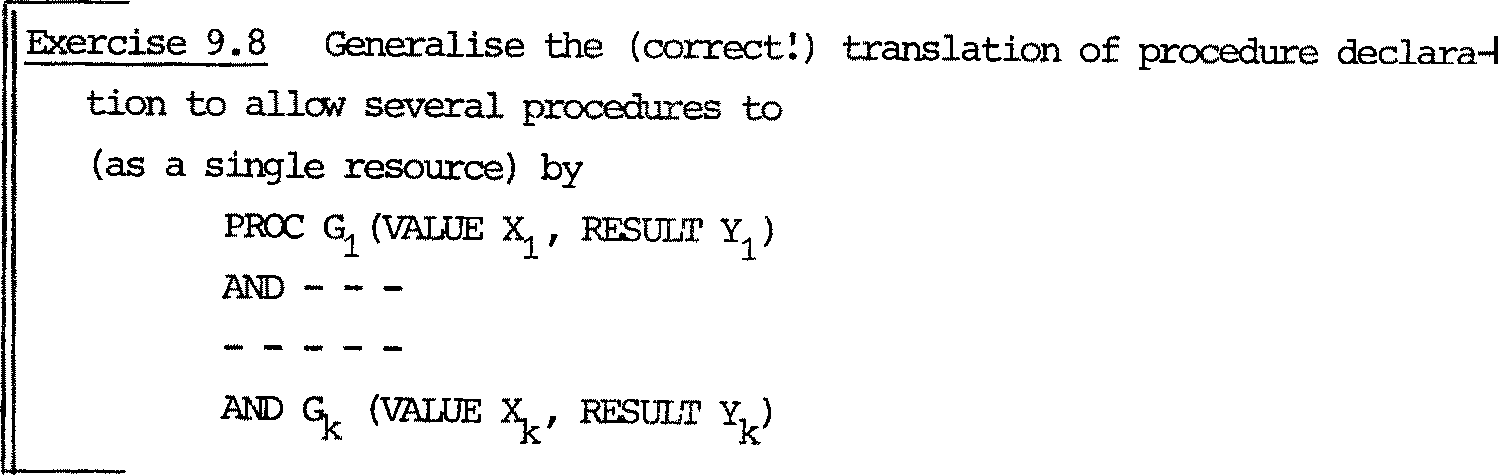 Exercise 9.8 Generalise the (correct!) translation of procedure declara-
tion to allow several procedures to
(as a single resource) by
PROC G₁ (VALUE X₁, RESULT Y₁)
AND - - -
- - - - -
AND Gₖ (VALUE Xₖ, RESULT Yₖ)